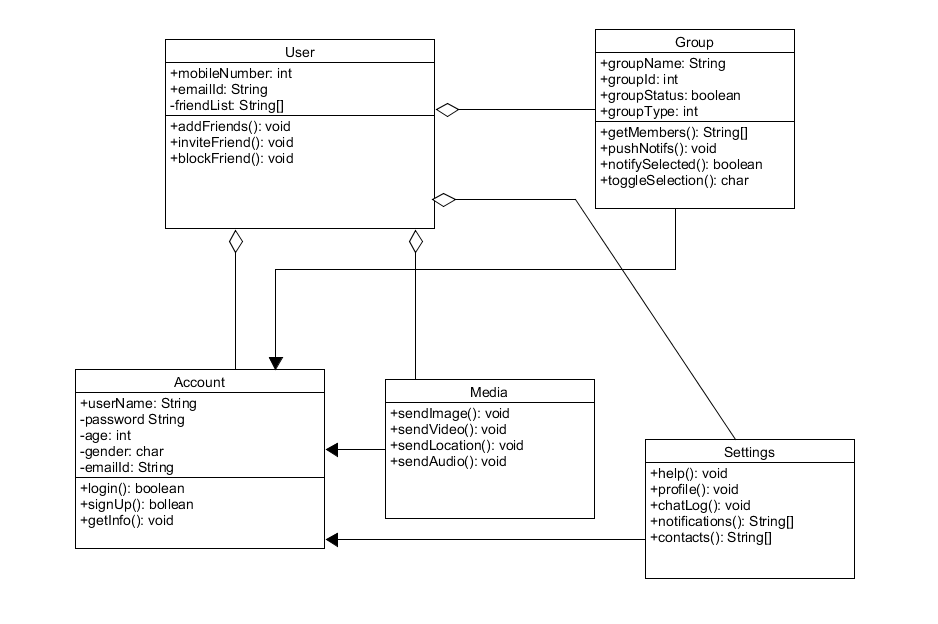 User
+mobileNumber: int
+emailId: String
-friendList: String[]
+addFriends(): void
+inviteFriend(): void
+blockFriend(): void
Group
+groupName: String
+groupId: int
+groupStatus: boolean
+groupType: int
+getMembers(): String[]
+pushNotifs(): void
+notifySelected(): boolean
+toggleSelection(): char
Account
+userName: String
-password String
-age: int
-gender: char
-emailId: String
+login(): boolean
+signUp(): bollean
+getInfo(): void
Media
+sendImage(): void
+sendVideo(): void
+sendLocation(): void
+sendAudio(): void
Settings
+help(): void
+profile(): void
+chatLog(): void
+notifications(): String[]
+contacts(): String[]